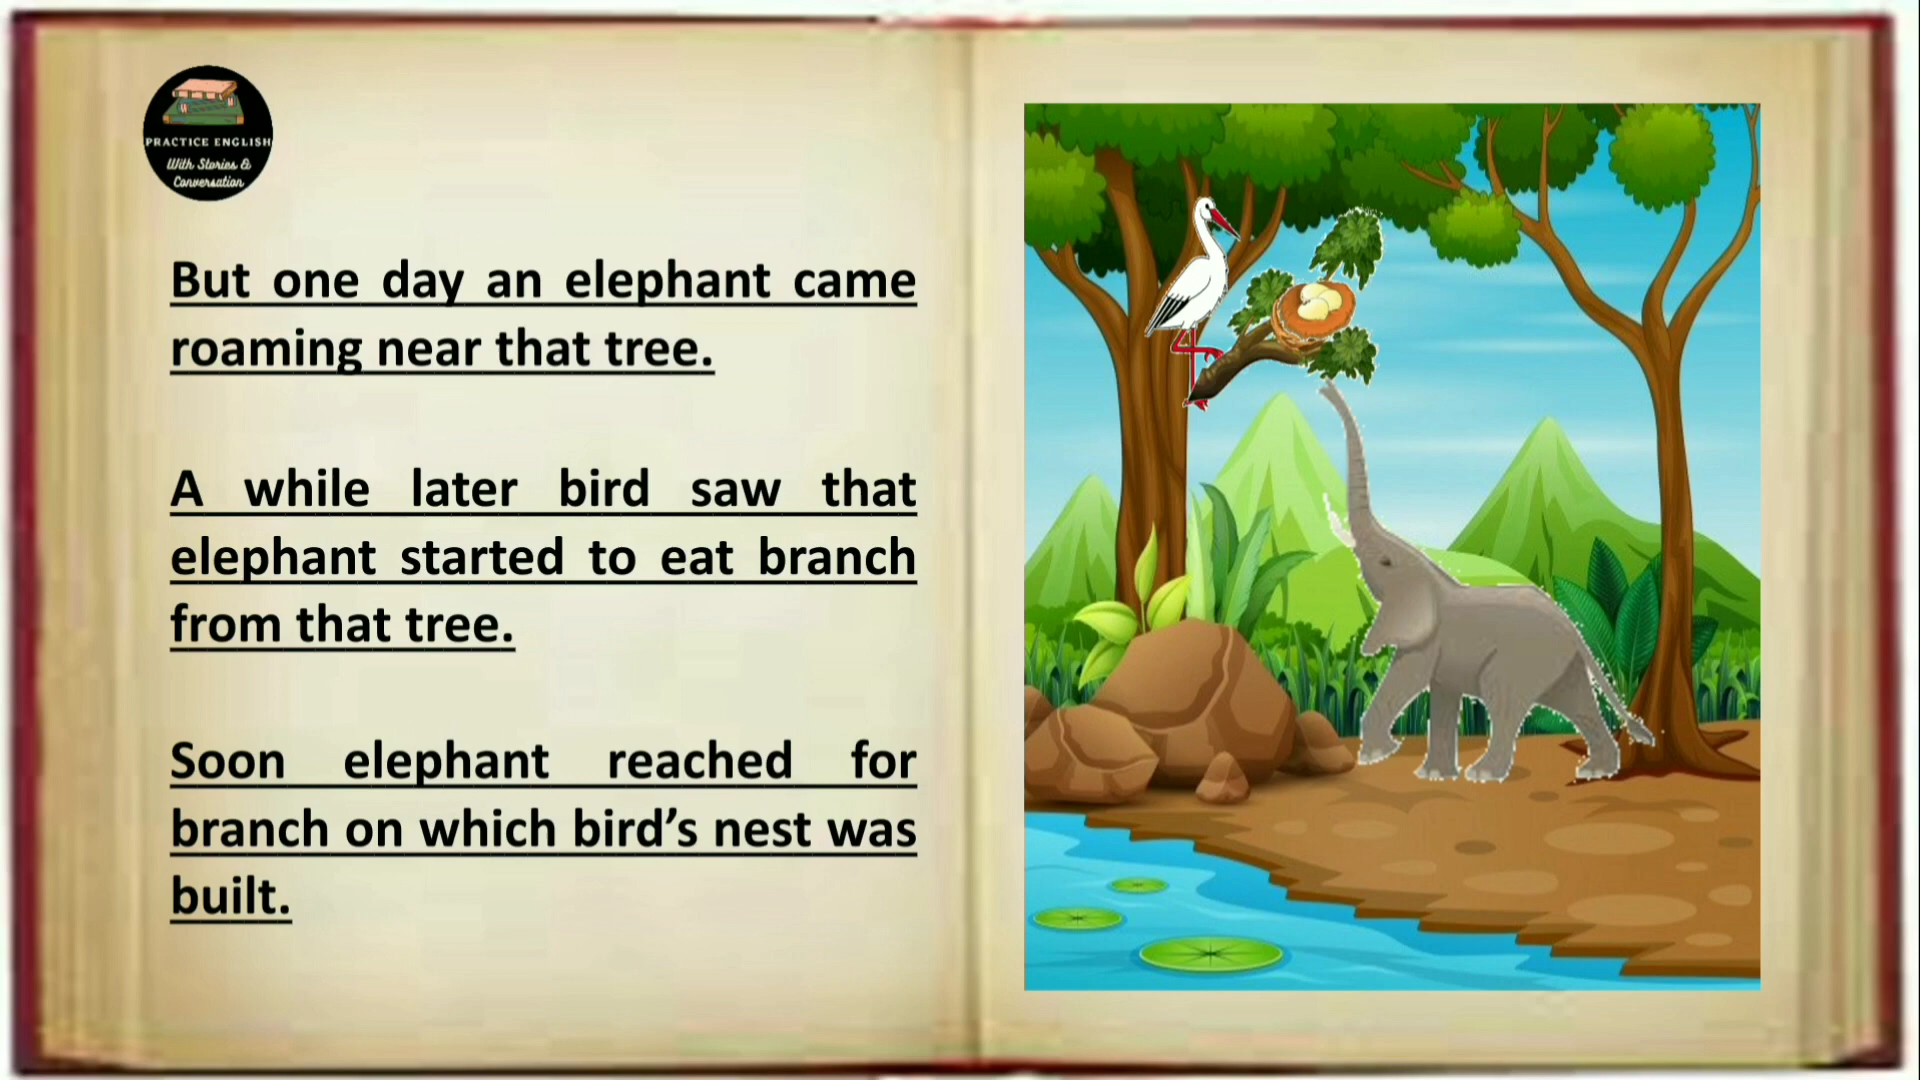 PRACTICE ENGLISH
With Stories &
Conversation
But one day an elephant came
roaming near that tree.
A while later bird saw that
elephant started to eat branch
from that tree.
Soon elephant reached for
branch on which bird’s nest was
built.